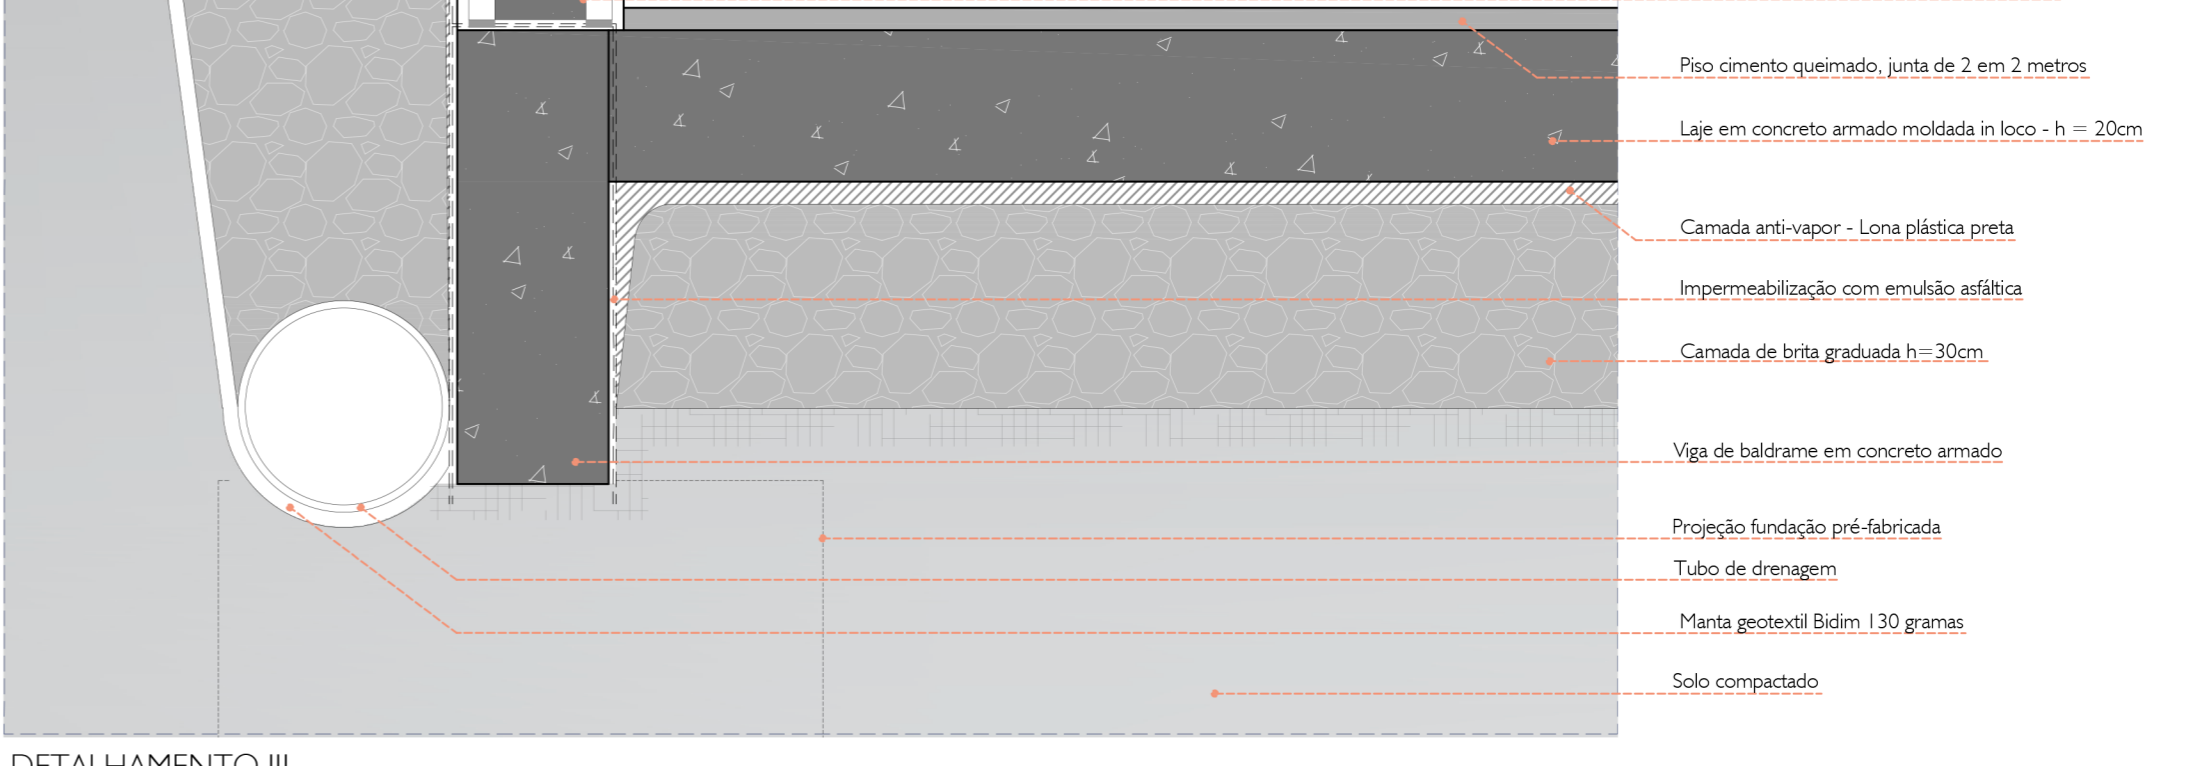 Piso cimento queimado, junta de 2 em 2 metros
Laje em concreto armado moldada in loco - h = 20cm
Camada anti-vapor - Lona plástica preta
Impermeabilização com emulsão asfáltica
Camada de brita graduada h=30cm
Viga de baldrame em concreto armado
Projeção fundação pré-fabricada
Tubo de drenagem
Manta geotextil Bidim 130 gramas
Solo compactado
DETALHAMENTO III